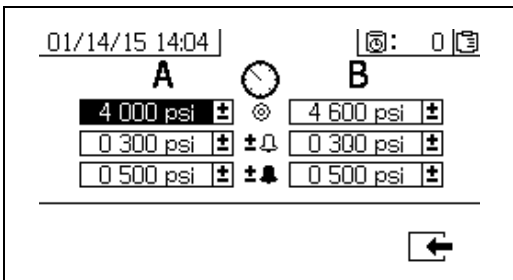 01/14/15 14:04 : 0
A B
4 000 psi ± 4 600 psi ±
0 300 psi ± ± 0 300 psi ±
0 500 psi ± ± 0 500 psi ±